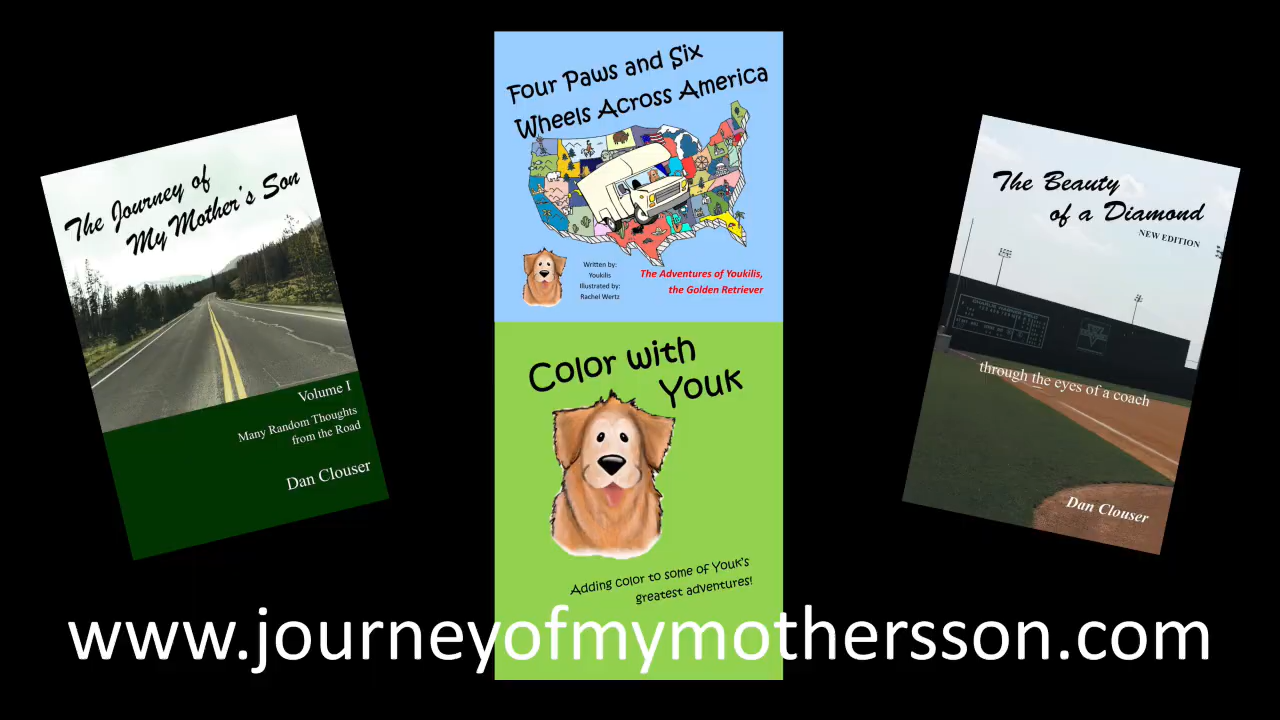 The Journey of
My Mother's Son
Volume I
Many Random Thoughts
from the Road
Dan Clouser
Four Paws and Six
Wheels Across America
Written by:
Youkilis
Illustrated by:
Rachel Wertz
The Adventures of Youkilis,
the Golden Retriever
Color with
Youk
Adding color to some of Youk's
greatest adventures!
The Beauty
of a Diamond
NEW EDITION
through the eyes of a coach
Dan Clouser
www.journeyofmymothersson.com